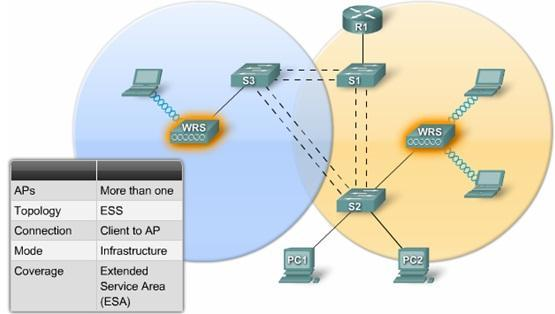 R1
S3
S1
WRS
WRS
S2
PC1
PC2
APs More than one
Topology ESS
Connection Client to AP
Mode Infrastructure
Coverage Extended
Service Area
(ESA)